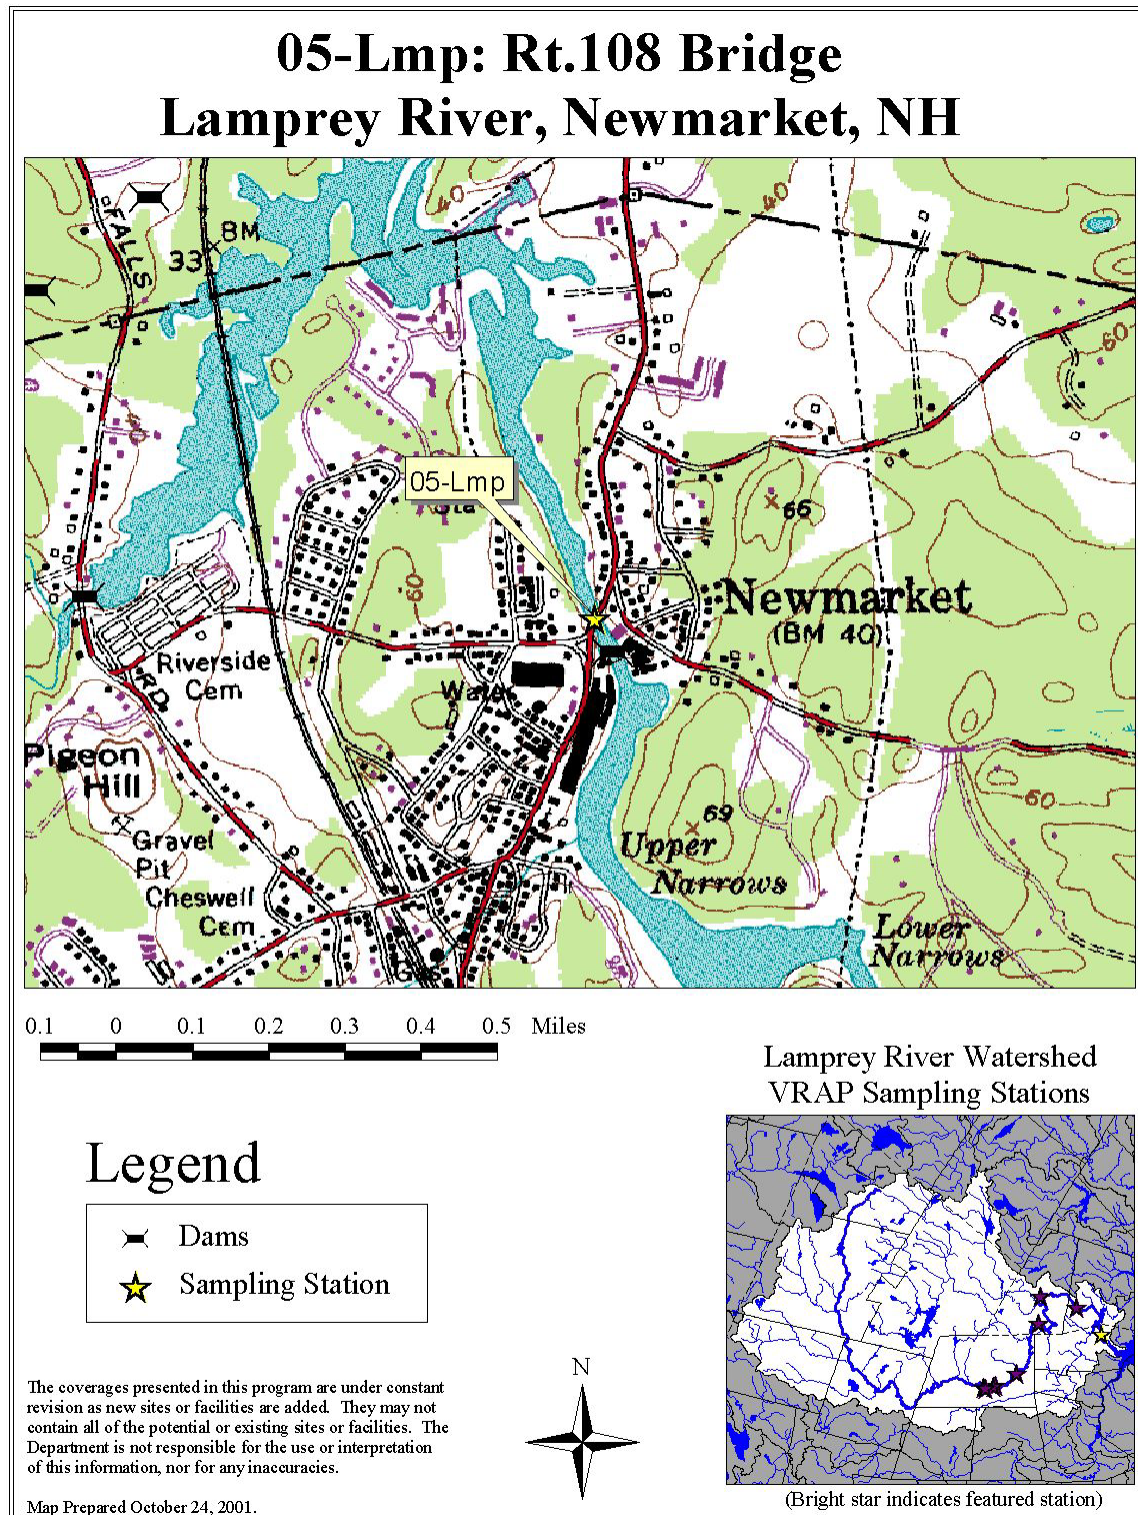 05-Lmp: Rt.108 Bridge
Lamprey River, Newmarket, NH
40
40
FALLS
BM
33
60
40
05-Lmp
Sta
66
60
Newmarket
(BM 40)
Riverside
Cem
RD
Water
Pigeon
Hill
60
69
Gravel
Pit
Upper
Narrows
Cheswell
Cem
Lower
Narrows
0.1 0 0.1 0.2 0.3 0.4 0.5 Miles
Lamprey River Watershed
VRAP Sampling Stations
Legend
Dams
Sampling Station
N
The coverages presented in this program are under constant
revision as new sites or facilities are added. They may not
contain all of the potential or existing sites or facilities. The
Department is not responsible for the use or interpretation
of this information, nor for any inaccuracies.
Map Prepared October 24, 2001.
(Bright star indicates featured station)